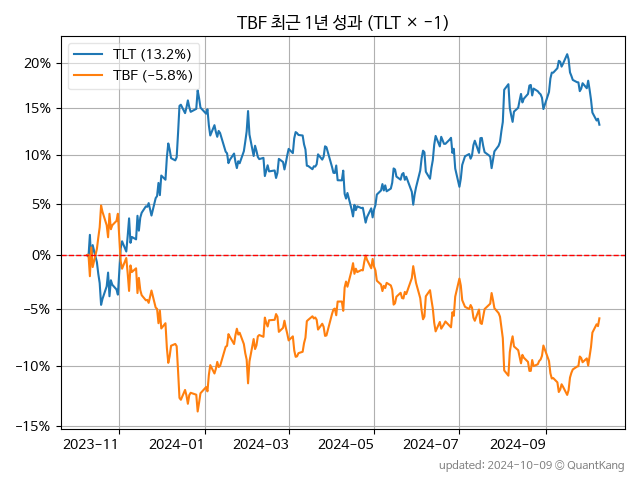 TBF 최근 1년 성과 (TLT × −1)
TLT (13.2%)
TBF (−5.8%)
20%
15%
10%
5%
0%
−5%
−10%
−15%
2023−11 2024−01 2024−03 2024−05 2024−07 2024−09
updated: 2024-10-09 © QuantKang